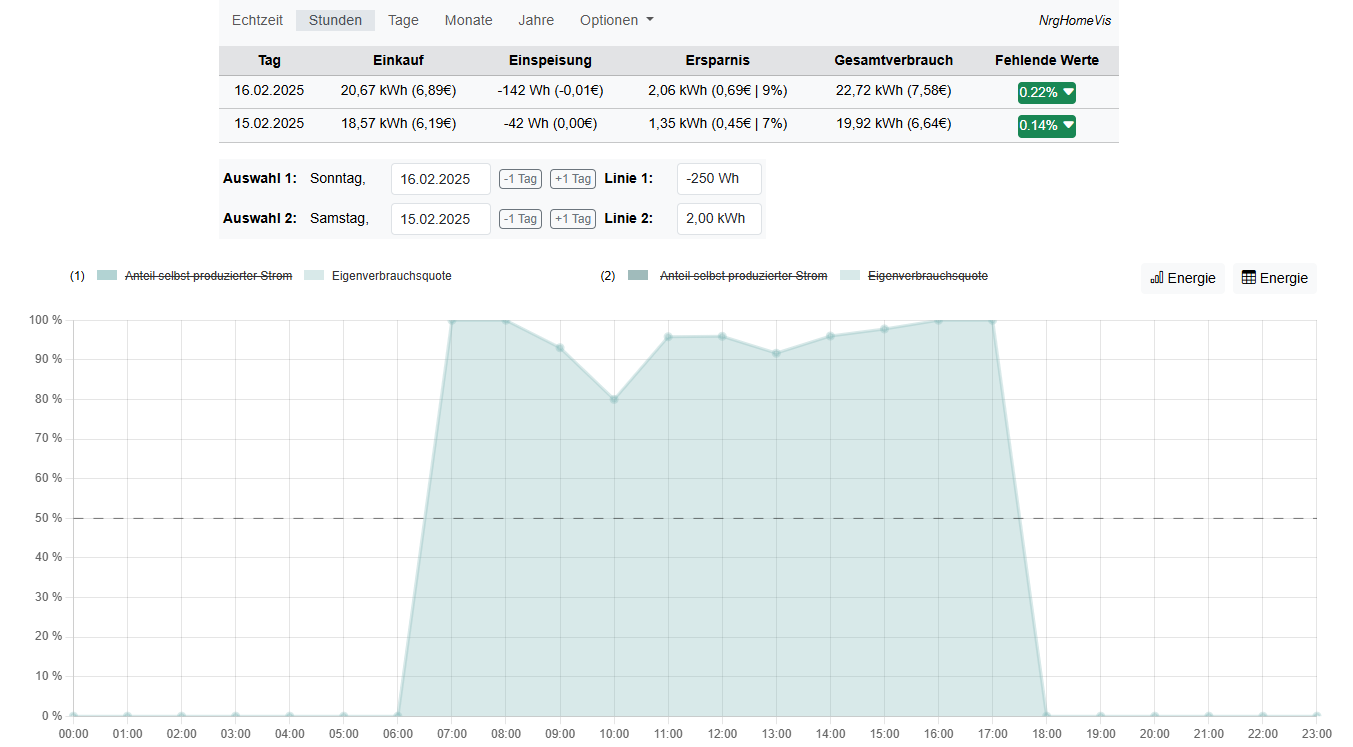 Echtzeit Stunden Tage Monate Jahre Optionen NrgHomeVis
Tag Einkauf Einspeisung Ersparnis Gesamtverbrauch Fehlende Werte
16.02.2025 20,67 kWh (6,89€) -142 Wh (-0,01€) 2,06 kWh (0,69€ | 9%) 22,72 kWh (7,58€) 0.22%
15.02.2025 18,57 kWh (6,19€) -42 Wh (0,00€) 1,35 kWh (0,45€ | 7%) 19,92 kWh (6,64€) 0.14%
Auswahl 1: Sonntag, 16.02.2025 -1 Tag +1 Tag Linie 1: -250 Wh
Auswahl 2: Samstag, 15.02.2025 -1 Tag +1 Tag Linie 2: 2,00 kWh
(1) Anteil selbst produzierter Strom Eigenverbrauchsquote (2) Anteil selbst produzierter Strom Eigenverbrauchsquote Energie Energie
100 %
90 %
80 %
70 %
60 %
50 %
40 %
30 %
20 %
10 %
0 %
00:00 01:00 02:00 03:00 04:00 05:00 06:00 07:00 08:00 09:00 10:00 11:00 12:00 13:00 14:00 15:00 16:00 17:00 18:00 19:00 20:00 21:00 22:00 23:00